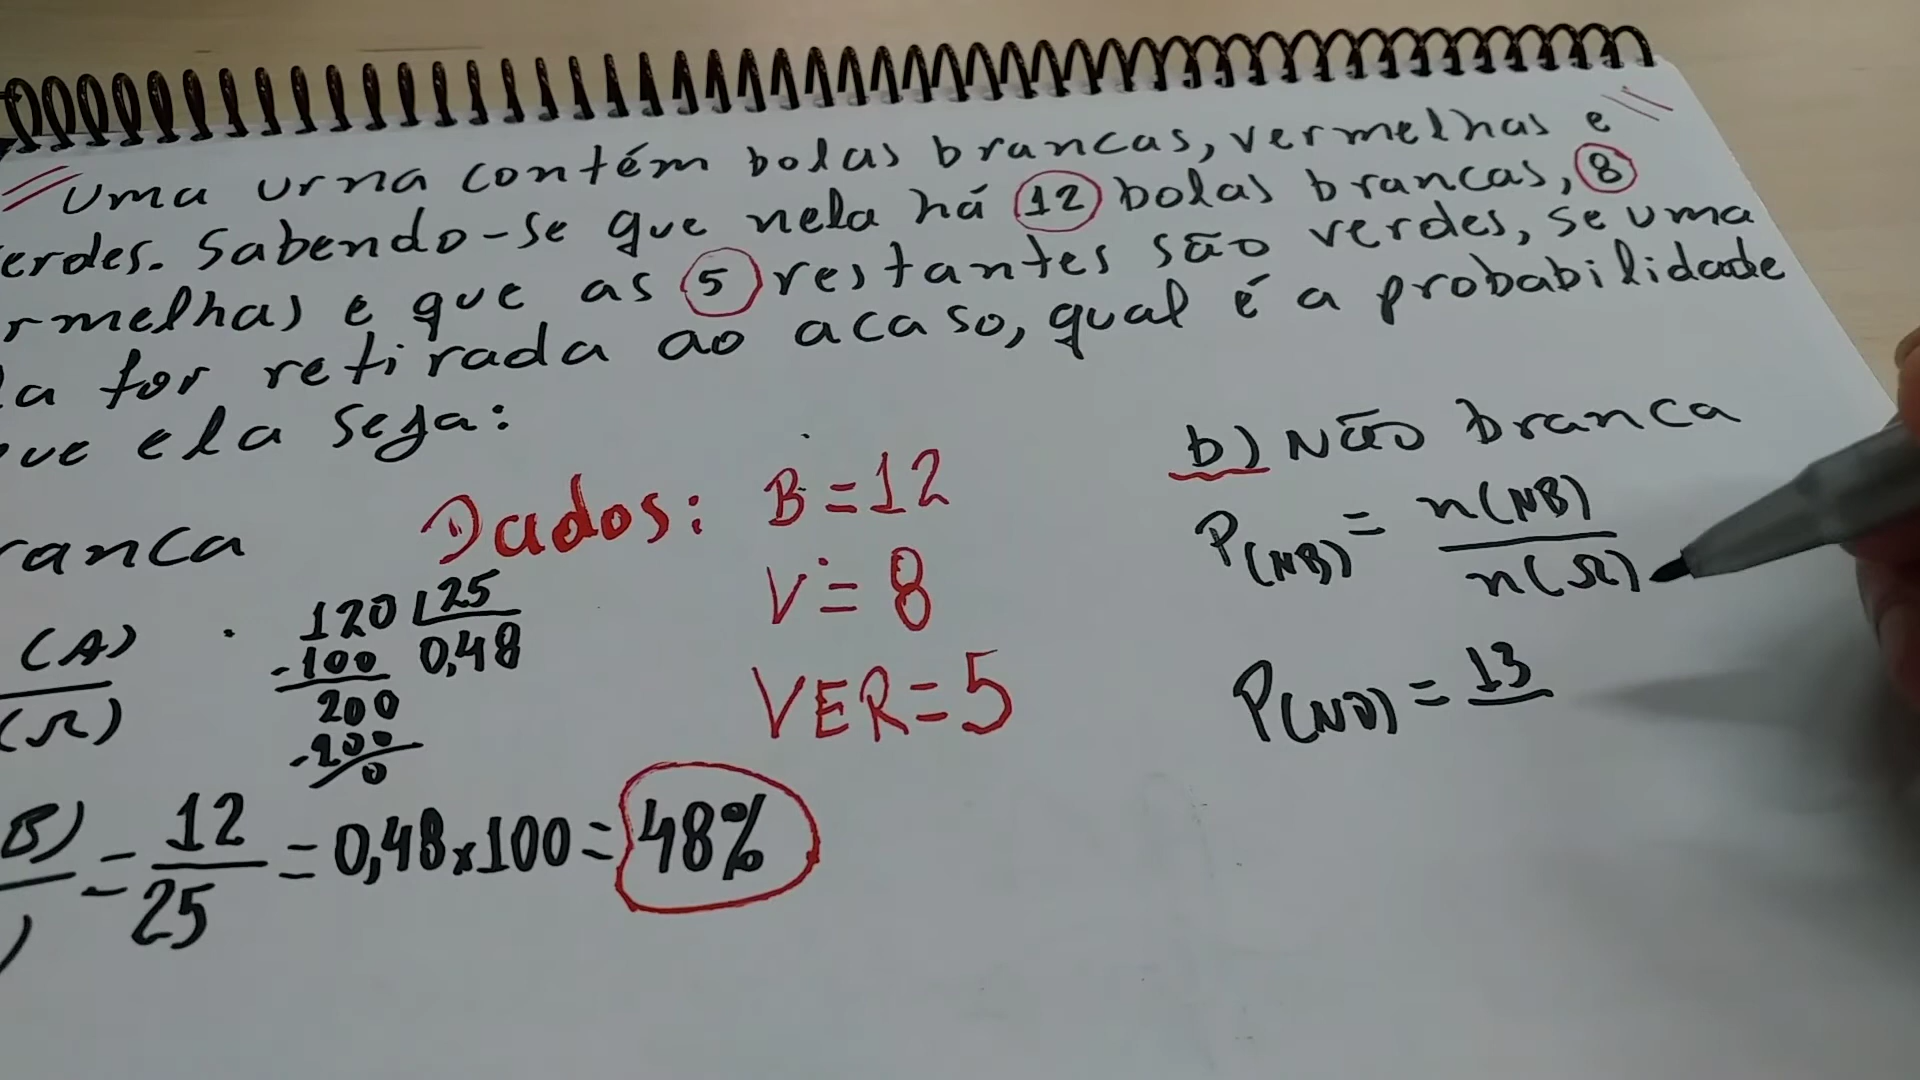 Uma urna contém bolas brancas, vermelhas e
erdes. Sabendo-se que nela há 12 bolas brancas, 8
rmelhas e que as 5 restantes são verdes, se uma
la for retirada ao acaso, qual é a probabilidade
ue ela seja:
b) Não branca
ranca
Dados: B=12
V=8
VER=5
(A)
(Ω)
120 25
-100 0,48
200
-200
0
B) = 12/25 = 0,48x100 = 48%
)
P(NB) = n(NB)/n(Ω)
P(NB) = 13